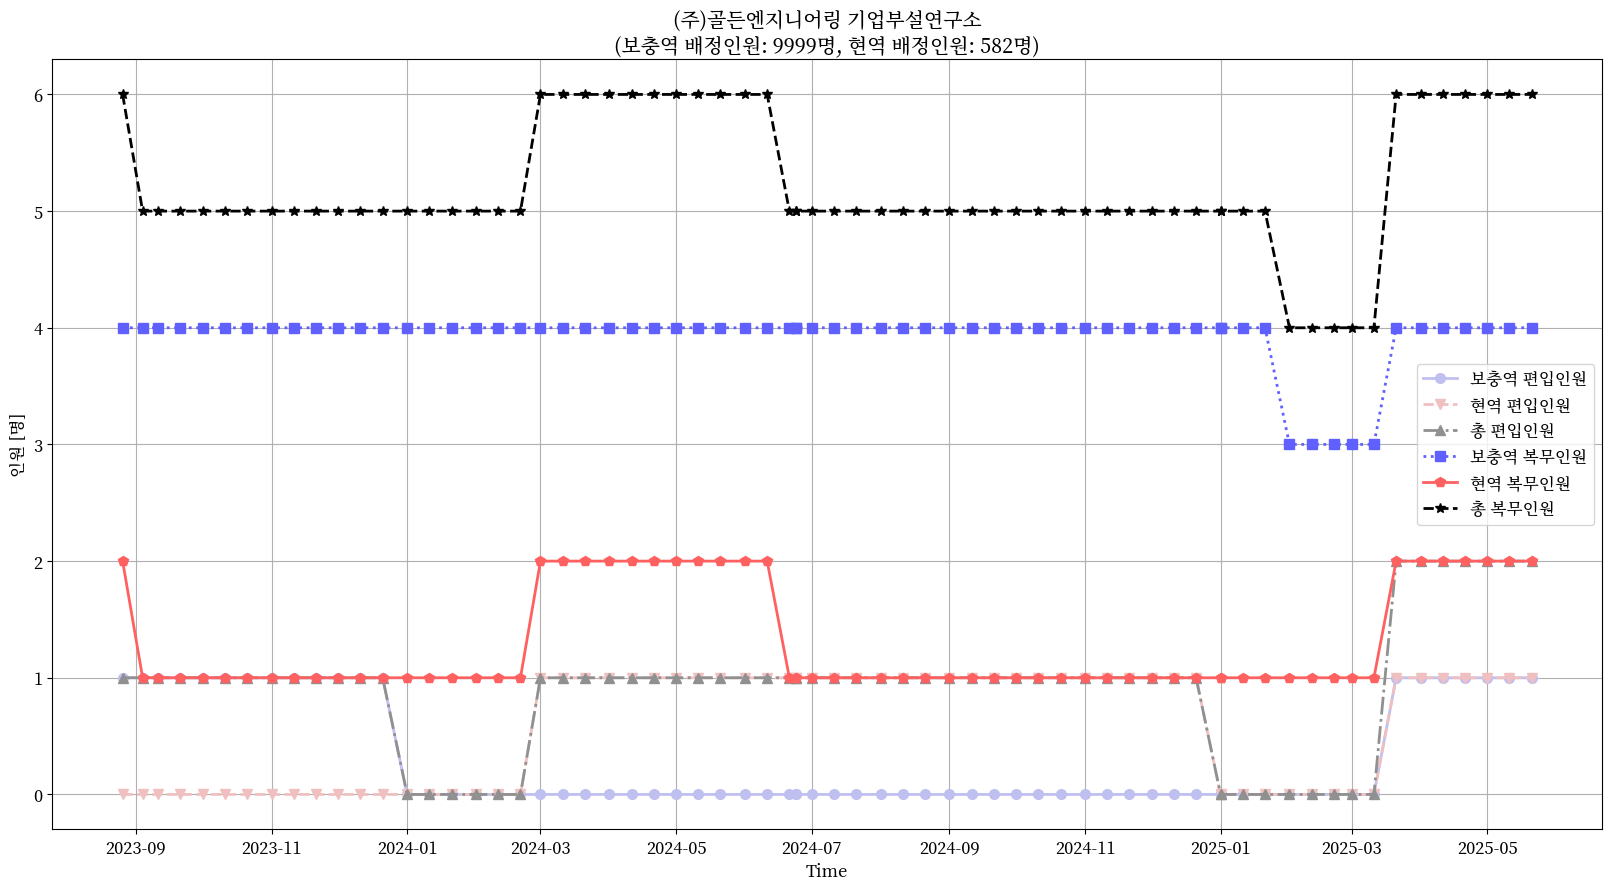 (주)골든엔지니어링 기업부설연구소
(보충역 배정인원: 9999명, 현역 배정인원: 582명)
인원 [명]
6
5
4
3
2
1
0
보충역 편입인원
현역 편입인원
총 편입인원
보충역 복무인원
현역 복무인원
총 복무인원
2023-09 2023-11 2024-01 2024-03 2024-05 2024-07 2024-09 2024-11 2025-01 2025-03 2025-05
Time